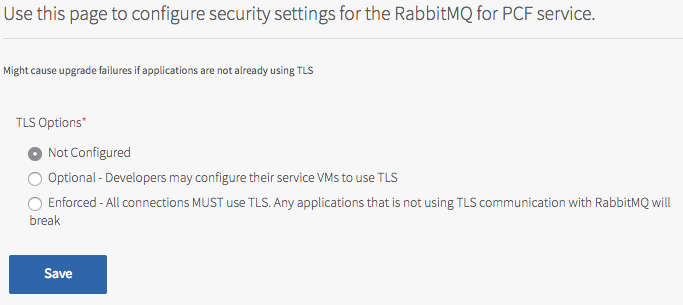 Use this page to configure security settings for the RabbitMQ for PCF service.
Might cause upgrade failures if applications are not already using TLS
TLS Options*
Not Configured
Optional - Developers may configure their service VMs to use TLS
Enforced - All connections MUST use TLS. Any applications that is not using TLS communication with RabbitMQ will
break
Save